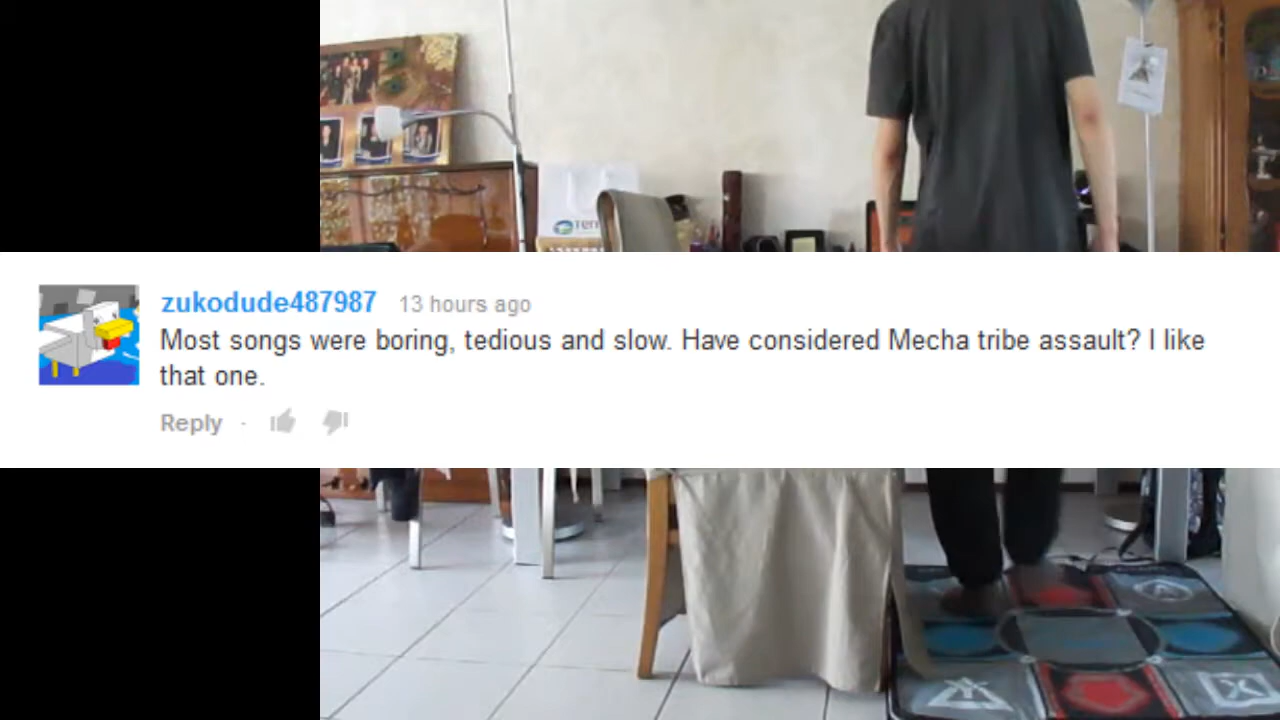 zukodude487987 13 hours ago
Most songs were boring, tedious and slow. Have considered Mecha tribe assault? I like
that one.
Reply ·